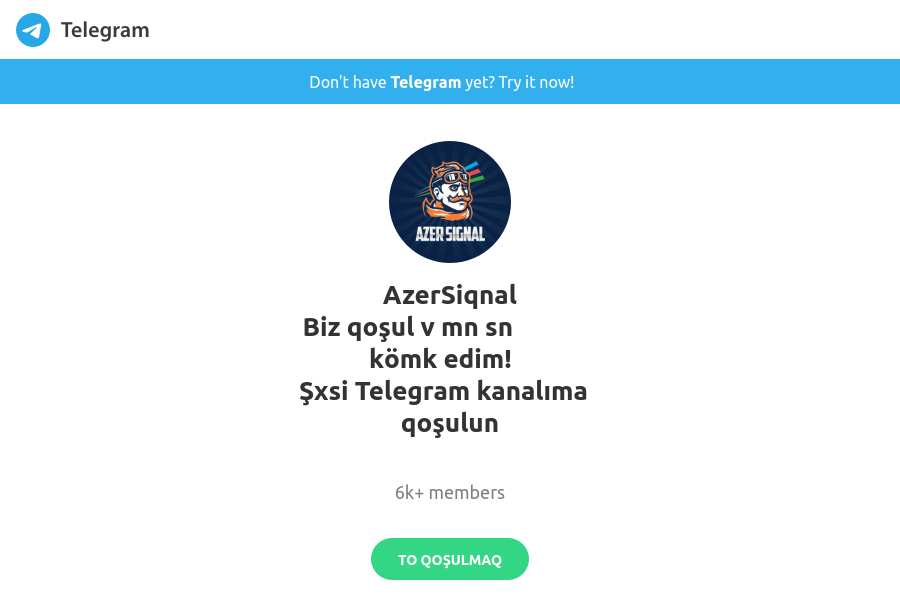 Telegram
Don't have Telegram yet? Try it now!
AZER SIGNAL
AzerSiqnal
Biz qoşul v mn sn
kömk edim!
Şxsi Telegram kanalıma
qoşulun
6k+ members
TO QOŞULMAQ